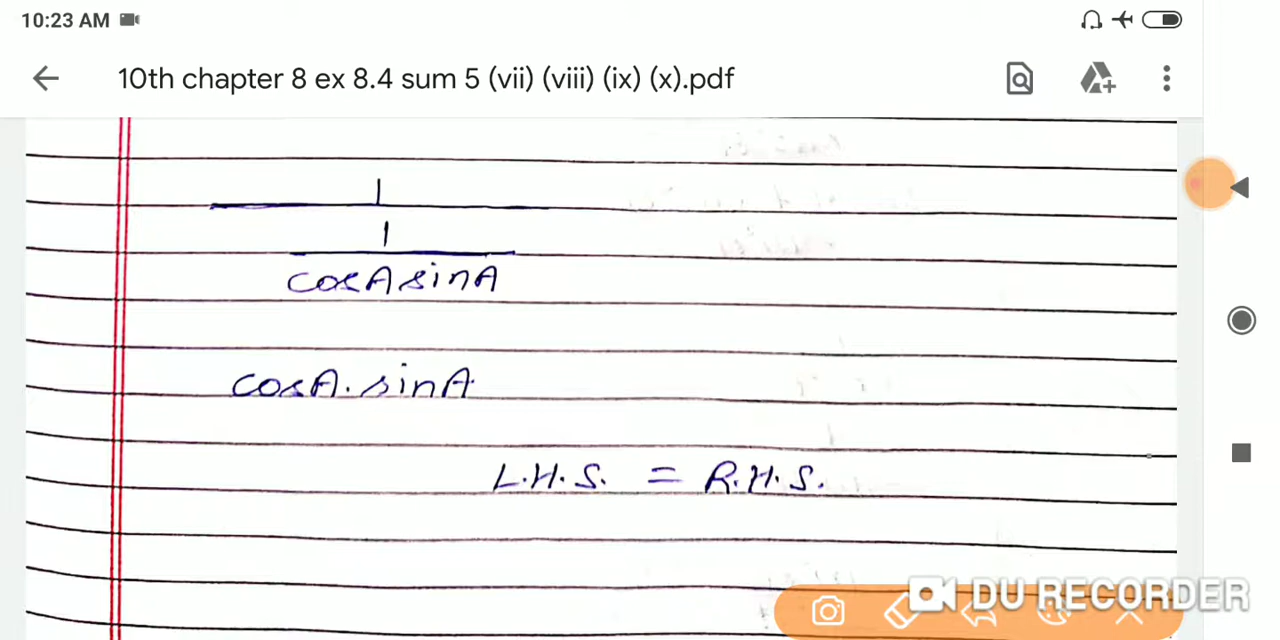 10:23 AM
10th chapter 8 ex 8.4 sum 5 (vii) (viii) (ix) (x).pdf
1
1
cosA sinA
cosA. sinA
L.H.S. = R.H.S.
DU RECORDER